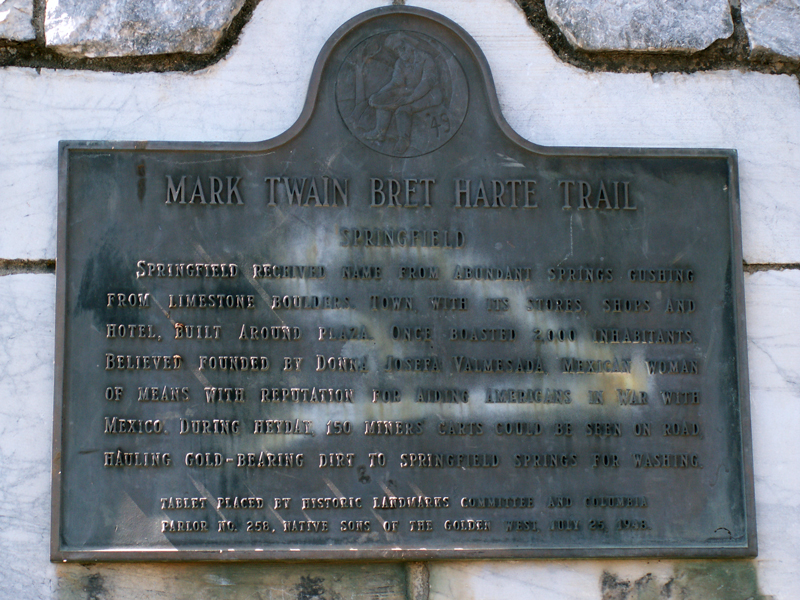 '49
MARK TWAIN BRET HARTE TRAIL
SPRINGFIELD
SPRINGFIELD RECEIVED NAME FROM ABUNDANT SPRINGS GUSHING
FROM LIMESTONE BOULDERS. TOWN, WITH ITS STORES, SHOPS AND
HOTEL, BUILT AROUND PLAZA. ONCE BOASTED 2,000 INHABITANTS.
BELIEVED FOUNDED BY DONNA JOSEFA VALMESADA, MEXICAN WOMAN
OF MEANS WITH REPUTATION FOR AIDING AMERICANS IN WAR WITH
MEXICO. DURING HEYDAY, 150 MINERS' CARTS COULD BE SEEN ON ROAD,
HAULING GOLD-BEARING DIRT TO SPRINGFIELD SPRINGS FOR WASHING.
TABLET PLACED BY HISTORIC LANDMARKS COMMITTEE AND COLUMBIA
PARLOR NO. 258, NATIVE SONS OF THE GOLDEN WEST, JULY 25, 1948.